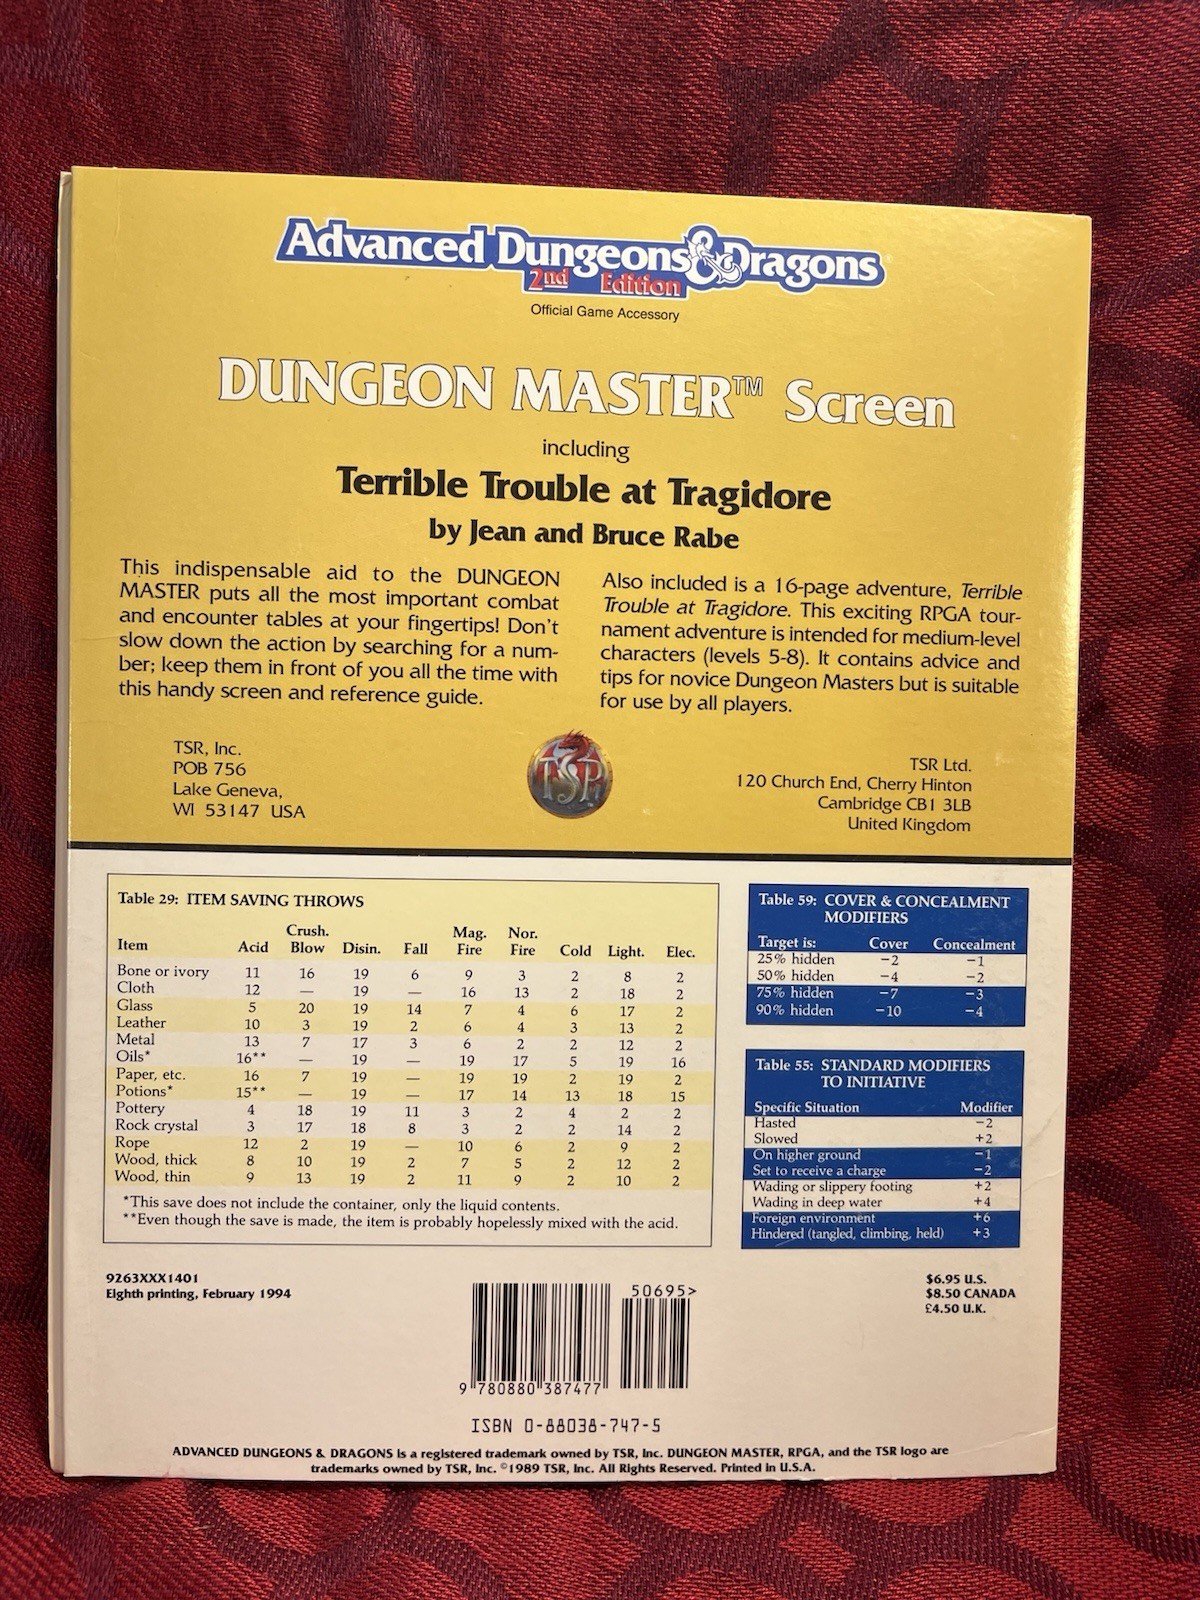 Advanced Dungeons & Dragons
2nd Edition
Official Game Accessory
DUNGEON MASTER™ Screen
including
Terrible Trouble at Tragidore
by Jean and Bruce Rabe
This indispensable aid to the DUNGEON
MASTER puts all the most important combat
and encounter tables at your fingertips! Don't
slow down the action by searching for a num-
ber; keep them in front of you all the time with
this handy screen and reference guide.
Also included is a 16-page adventure, Terrible
Trouble at Tragidore. This exciting RPGA tour-
nament adventure is intended for medium-level
characters (levels 5-8). It contains advice and
tips for novice Dungeon Masters but is suitable
for use by all players.
TSR, Inc.
POB 756
Lake Geneva,
WI 53147 USA
TSR
TSR Ltd.
120 Church End, Cherry Hinton
Cambridge CB1 3LB
United Kingdom
Table 29: ITEM SAVING THROWS
Item Acid Crush. Blow Disin. Fall Mag. Fire Nor. Fire Cold Light. Elec.
Bone or ivory 11 16 19 6 9 3 2 8 2
Cloth 12 — 19 — 16 13 2 18 2
Glass 5 20 19 14 7 4 6 17 2
Leather 10 3 19 2 6 4 3 13 2
Metal 13 7 17 3 6 2 2 12 2
Oils* 16** — 19 — 19 17 5 19 16
Paper, etc. 16 7 19 — 19 19 2 19 2
Potions* 15** — 19 — 17 14 13 18 15
Pottery 4 18 19 11 3 2 4 2 2
Rock crystal 3 17 18 8 3 2 2 14 2
Rope 12 2 19 — 10 6 2 9 2
Wood, thick 8 10 19 2 7 5 2 12 2
Wood, thin 9 13 19 2 11 9 2 10 2
*This save does not include the container, only the liquid contents.
**Even though the save is made, the item is probably hopelessly mixed with the acid.
Table 59: COVER & CONCEALMENT
MODIFIERS
Target is: Cover Concealment
25% hidden −2 −1
50% hidden −4 −2
75% hidden −7 −3
90% hidden −10 −4
Table 55: STANDARD MODIFIERS
TO INITIATIVE
Specific Situation Modifier
Hasted −2
Slowed +2
On higher ground −1
Set to receive a charge −2
Wading or slippery footing +2
Wading in deep water +4
Foreign environment +6
Hindered (tangled, climbing, held) +3
9263XXX1401
Eighth printing, February 1994
50695>
9 780880 387477
ISBN 0-88038-747-5
$6.95 U.S.
$8.50 CANADA
£4.50 U.K.
ADVANCED DUNGEONS & DRAGONS is a registered trademark owned by TSR, Inc. DUNGEON MASTER, RPGA, and the TSR logo are
trademarks owned by TSR, Inc. ©1989 TSR, Inc. All Rights Reserved. Printed in U.S.A.